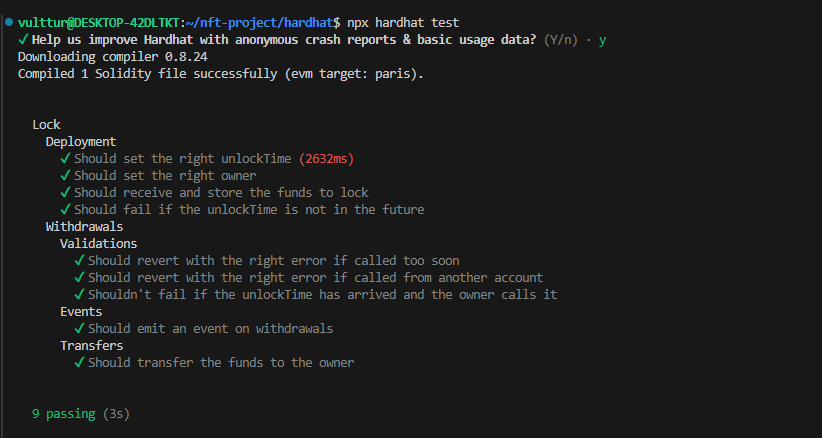 vulttur@DESKTOP-42DLTKT:~/nft-project/hardhat$ npx hardhat test
✓ Help us improve Hardhat with anonymous crash reports & basic usage data? (Y/n) · y
Downloading compiler 0.8.24
Compiled 1 Solidity file successfully (evm target: paris).
Lock
Deployment
✓ Should set the right unlockTime (2632ms)
✓ Should set the right owner
✓ Should receive and store the funds to lock
✓ Should fail if the unlockTime is not in the future
Withdrawals
Validations
✓ Should revert with the right error if called too soon
✓ Should revert with the right error if called from another account
✓ Shouldn't fail if the unlockTime has arrived and the owner calls it
Events
✓ Should emit an event on withdrawals
Transfers
✓ Should transfer the funds to the owner
9 passing (3s)